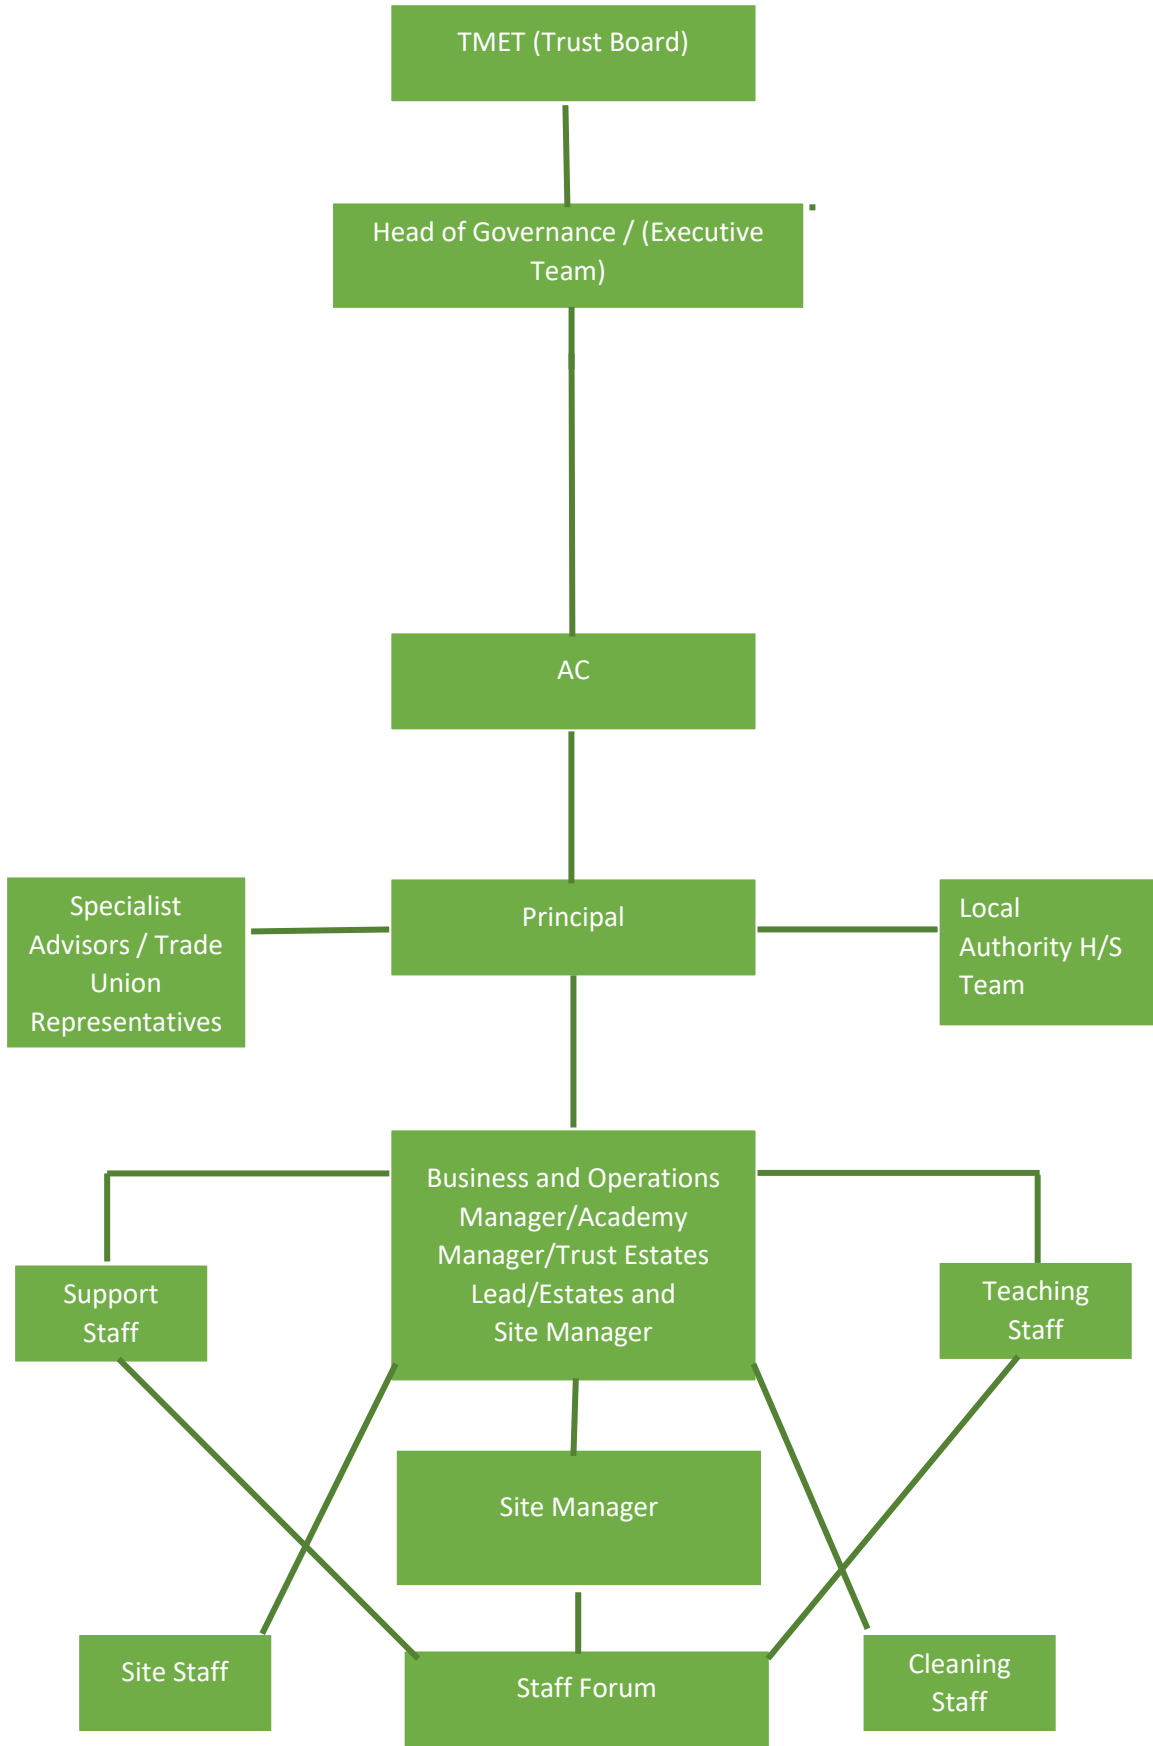 TMET (Trust Board)
Head of Governance / (Executive
Team)
AC
Specialist
Advisors / Trade
Union
Representatives
Principal
Local
Authority H/S
Team
Business and Operations
Manager/Academy
Manager/Trust Estates
Lead/Estates and
Site Manager
Support
Staff
Teaching
Staff
Site Manager
Site Staff
Staff Forum
Cleaning
Staff